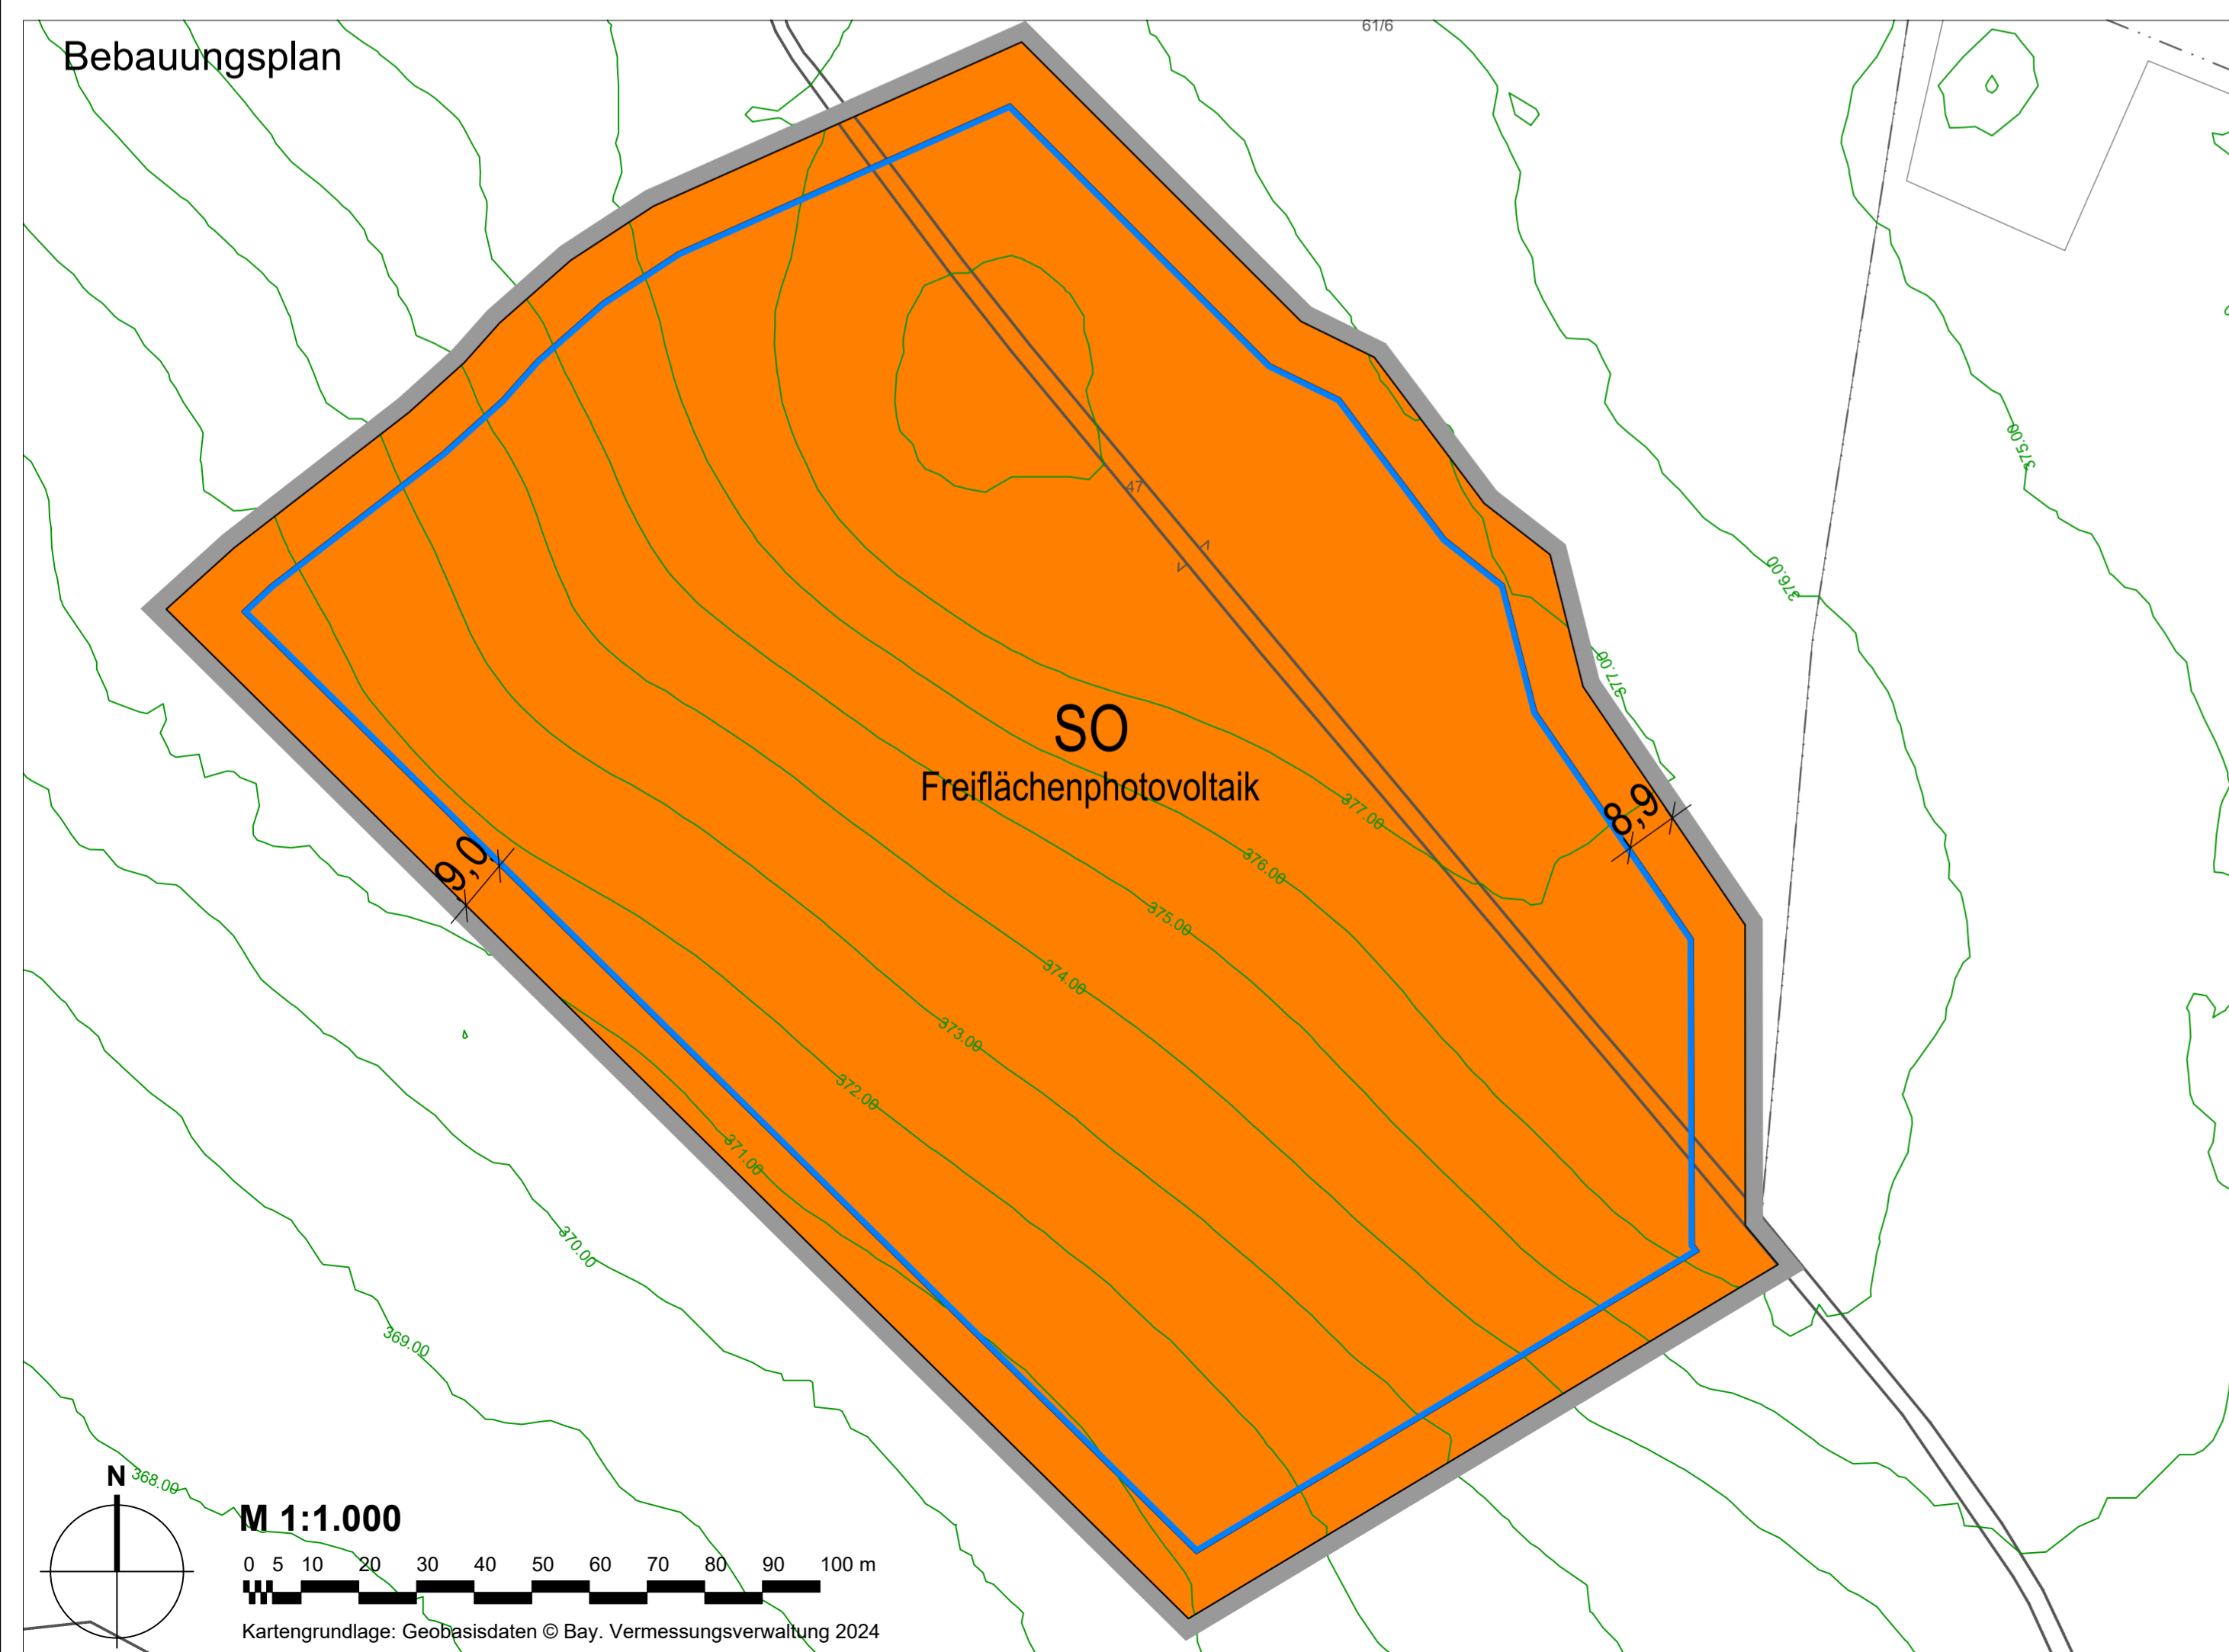 Bebauungsplan
61/6
375.00
376.00
377.00
47
SO
Freiflächenphotovoltaik
8,9
9,0
377.00
376.00
375.00
374.00
373.00
372.00
371.00
370.00
369.00
368.00
N
M 1:1.000
0 5 10 20 30 40 50 60 70 80 90 100 m
Kartengrundlage: Geobasisdaten © Bay. Vermessungsverwaltung 2024